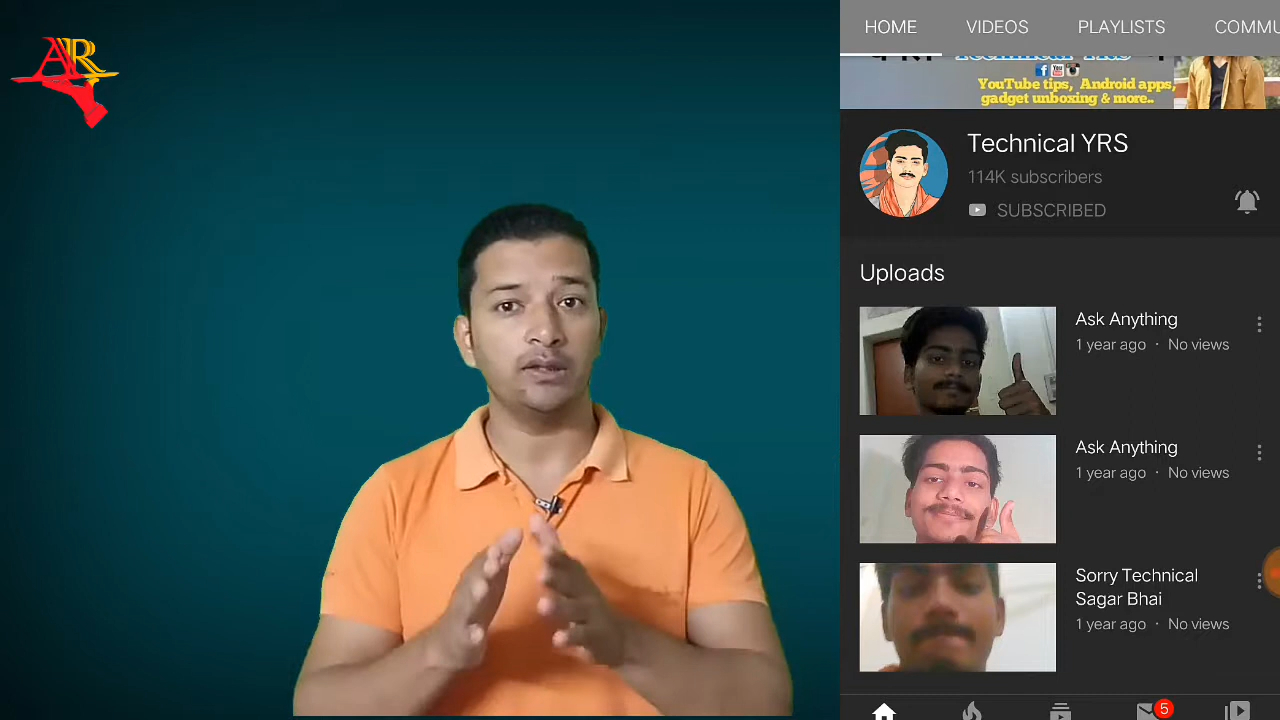 AR
HOME VIDEOS PLAYLISTS COMMU
YouTube tips, Android apps,
gadget unboxing & more..
Technical YRS
114K subscribers
SUBSCRIBED
Uploads
Ask Anything
1 year ago · No views
Ask Anything
1 year ago · No views
Sorry Technical
Sagar Bhai
1 year ago · No views
5